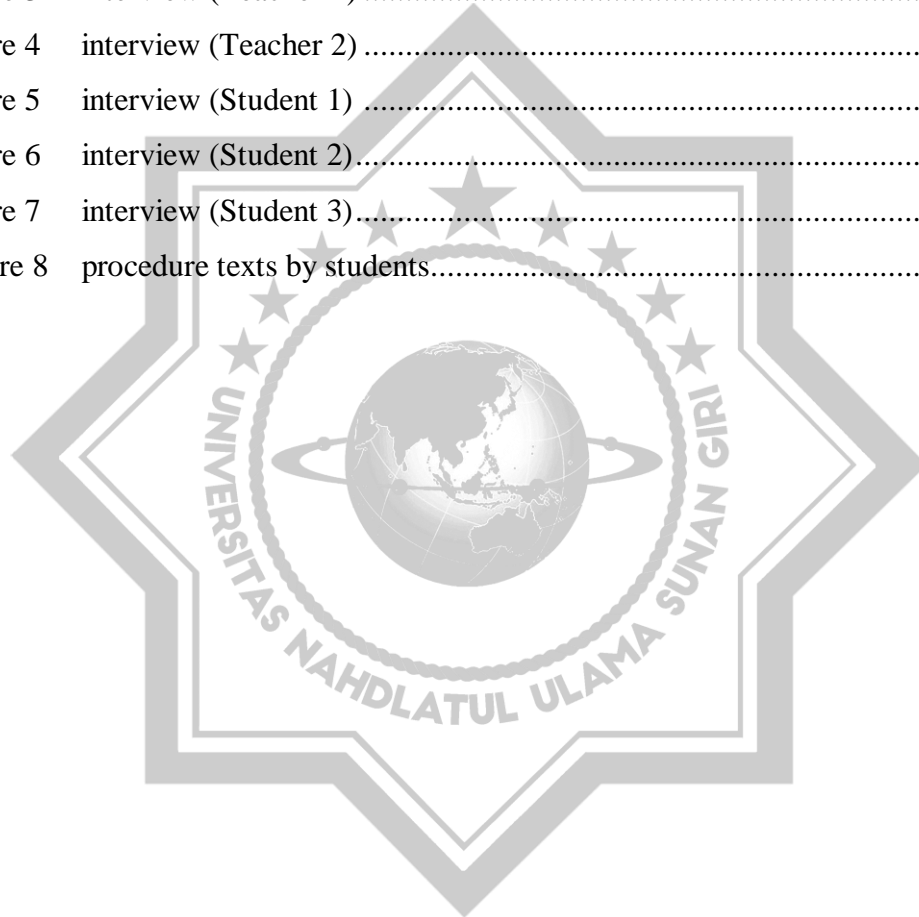 re 4 interview (Teacher 2) ........................................................................
re 5 interview (Student 1) ........................................................................
re 6 interview (Student 2) ........................................................................
re 7 interview (Student 3) ........................................................................
re 8 procedure texts by students ...............................................................
UNIVERSITAS NAHDLATUL ULAMA SUNAN GIRI